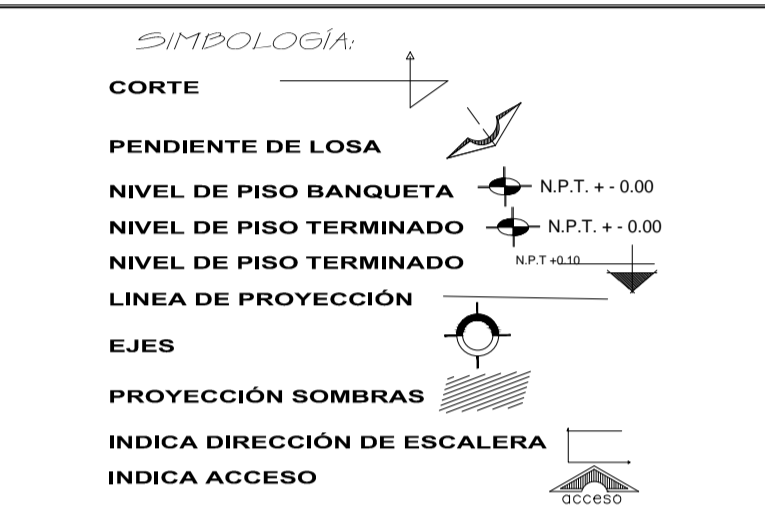 SIMBOLOGÍA:
CORTE
PENDIENTE DE LOSA
NIVEL DE PISO BANQUETA N.P.T. + - 0.00
NIVEL DE PISO TERMINADO N.P.T. + - 0.00
NIVEL DE PISO TERMINADO N.P.T +0.10
LINEA DE PROYECCIÓN
EJES
PROYECCIÓN SOMBRAS
INDICA DIRECCIÓN DE ESCALERA
INDICA ACCESO
acceso